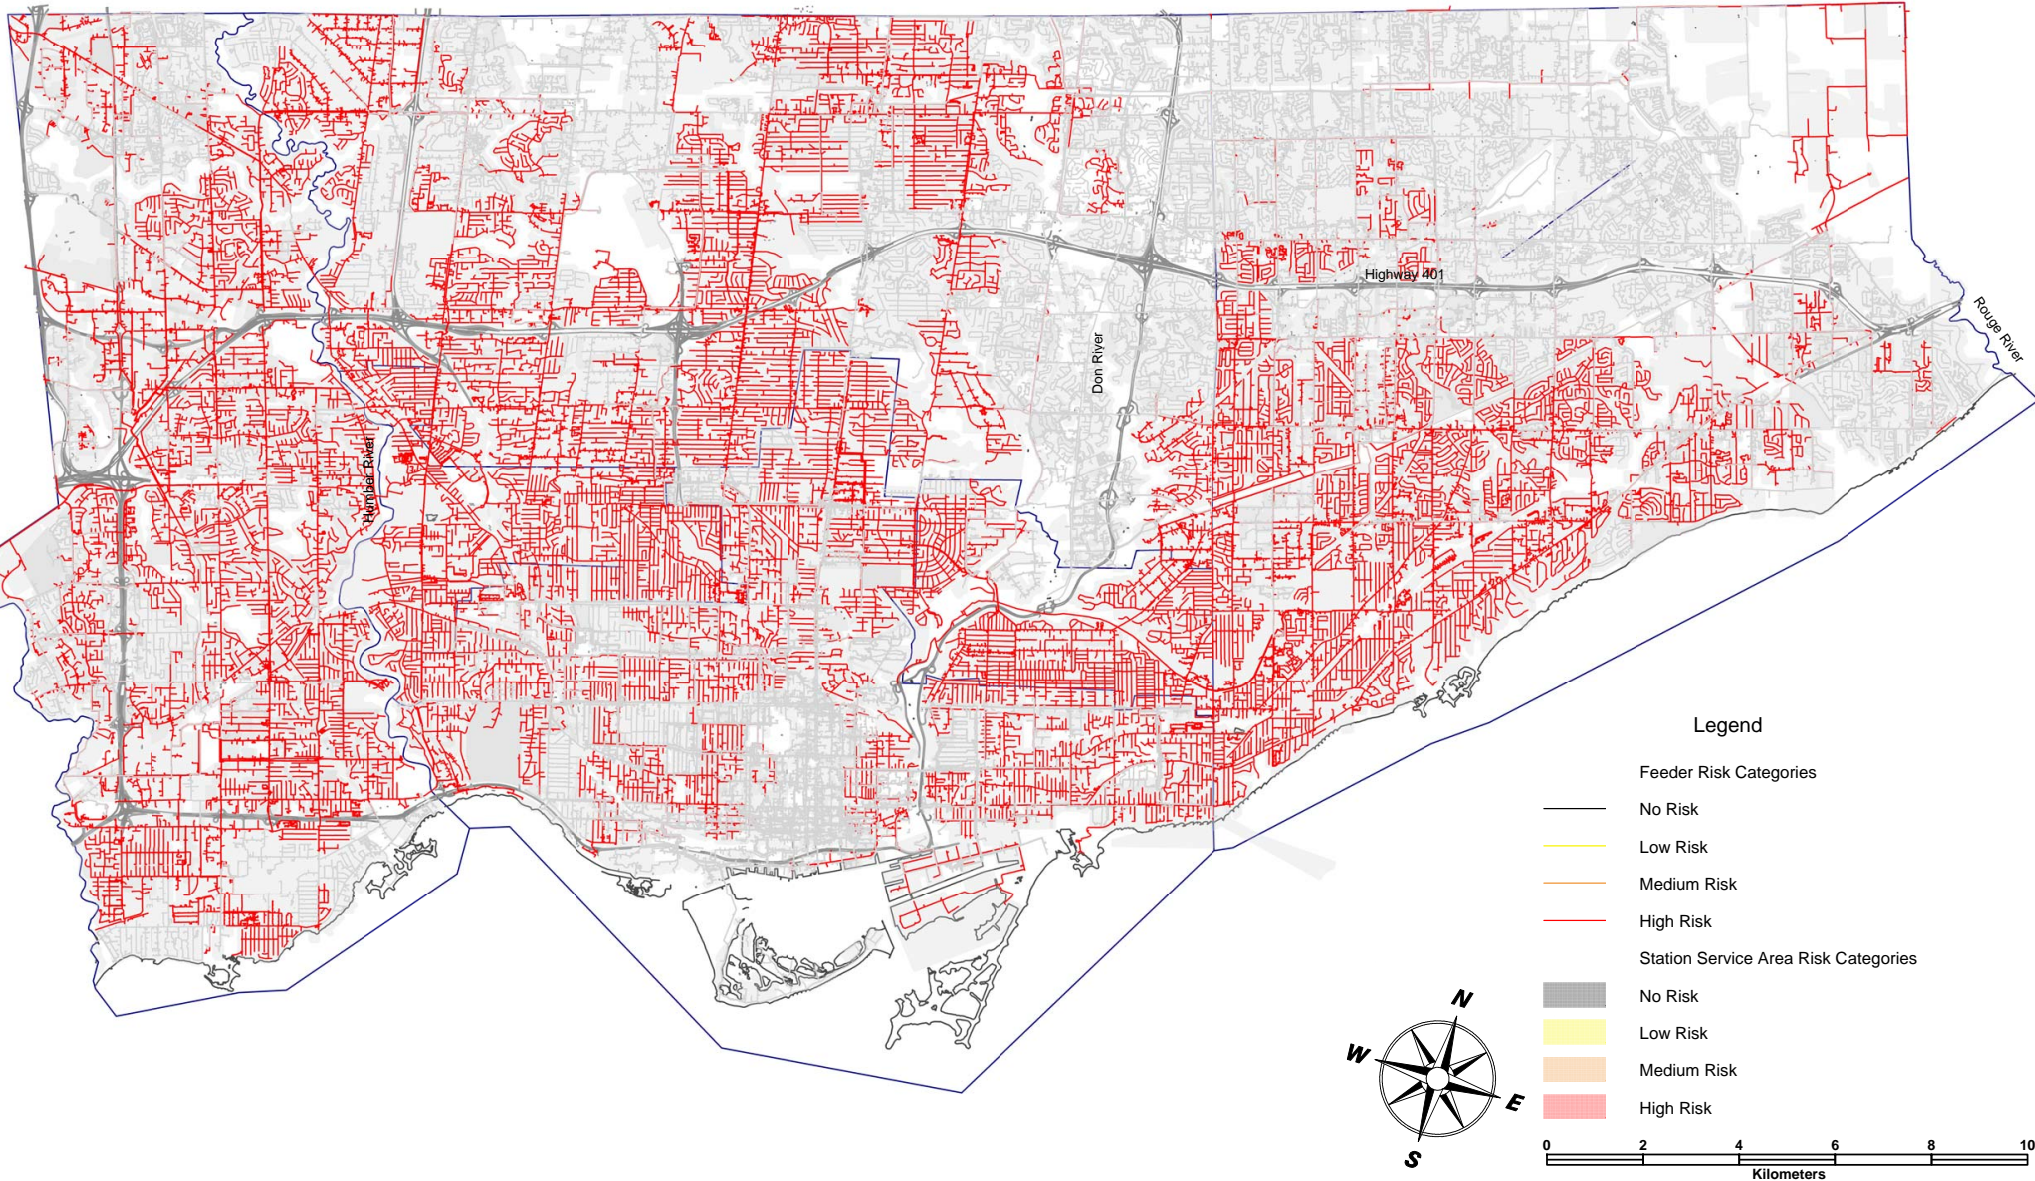 Highway 401
Rouge River
Don River
Humber River
Legend
Feeder Risk Categories
No Risk
Low Risk
Medium Risk
High Risk
Station Service Area Risk Categories
No Risk
Low Risk
Medium Risk
High Risk
N
W
E
S
0 2 4 6 8 10
Kilometers